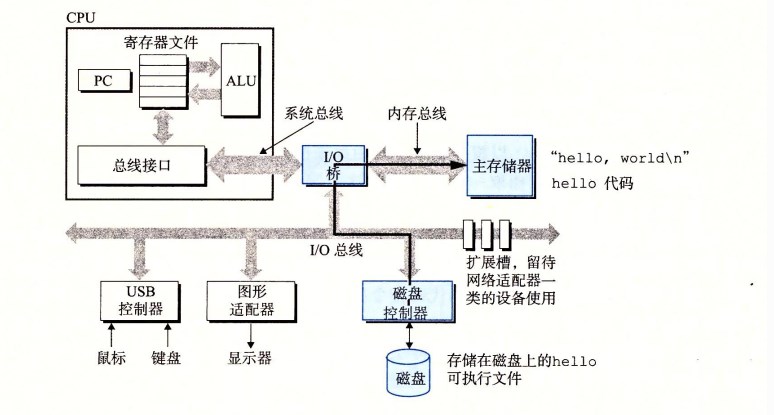 CPU
寄存器文件
PC
ALU
系统总线
内存总线
总线接口
I/O
桥
主存储器
“hello, world\n”
hello 代码
I/O 总线
扩展槽，留待
网络适配器一
类的设备使用
USB
控制器
图形
适配器
磁盘
控制器
鼠标
键盘
显示器
磁盘
存储在磁盘上的hello
可执行文件